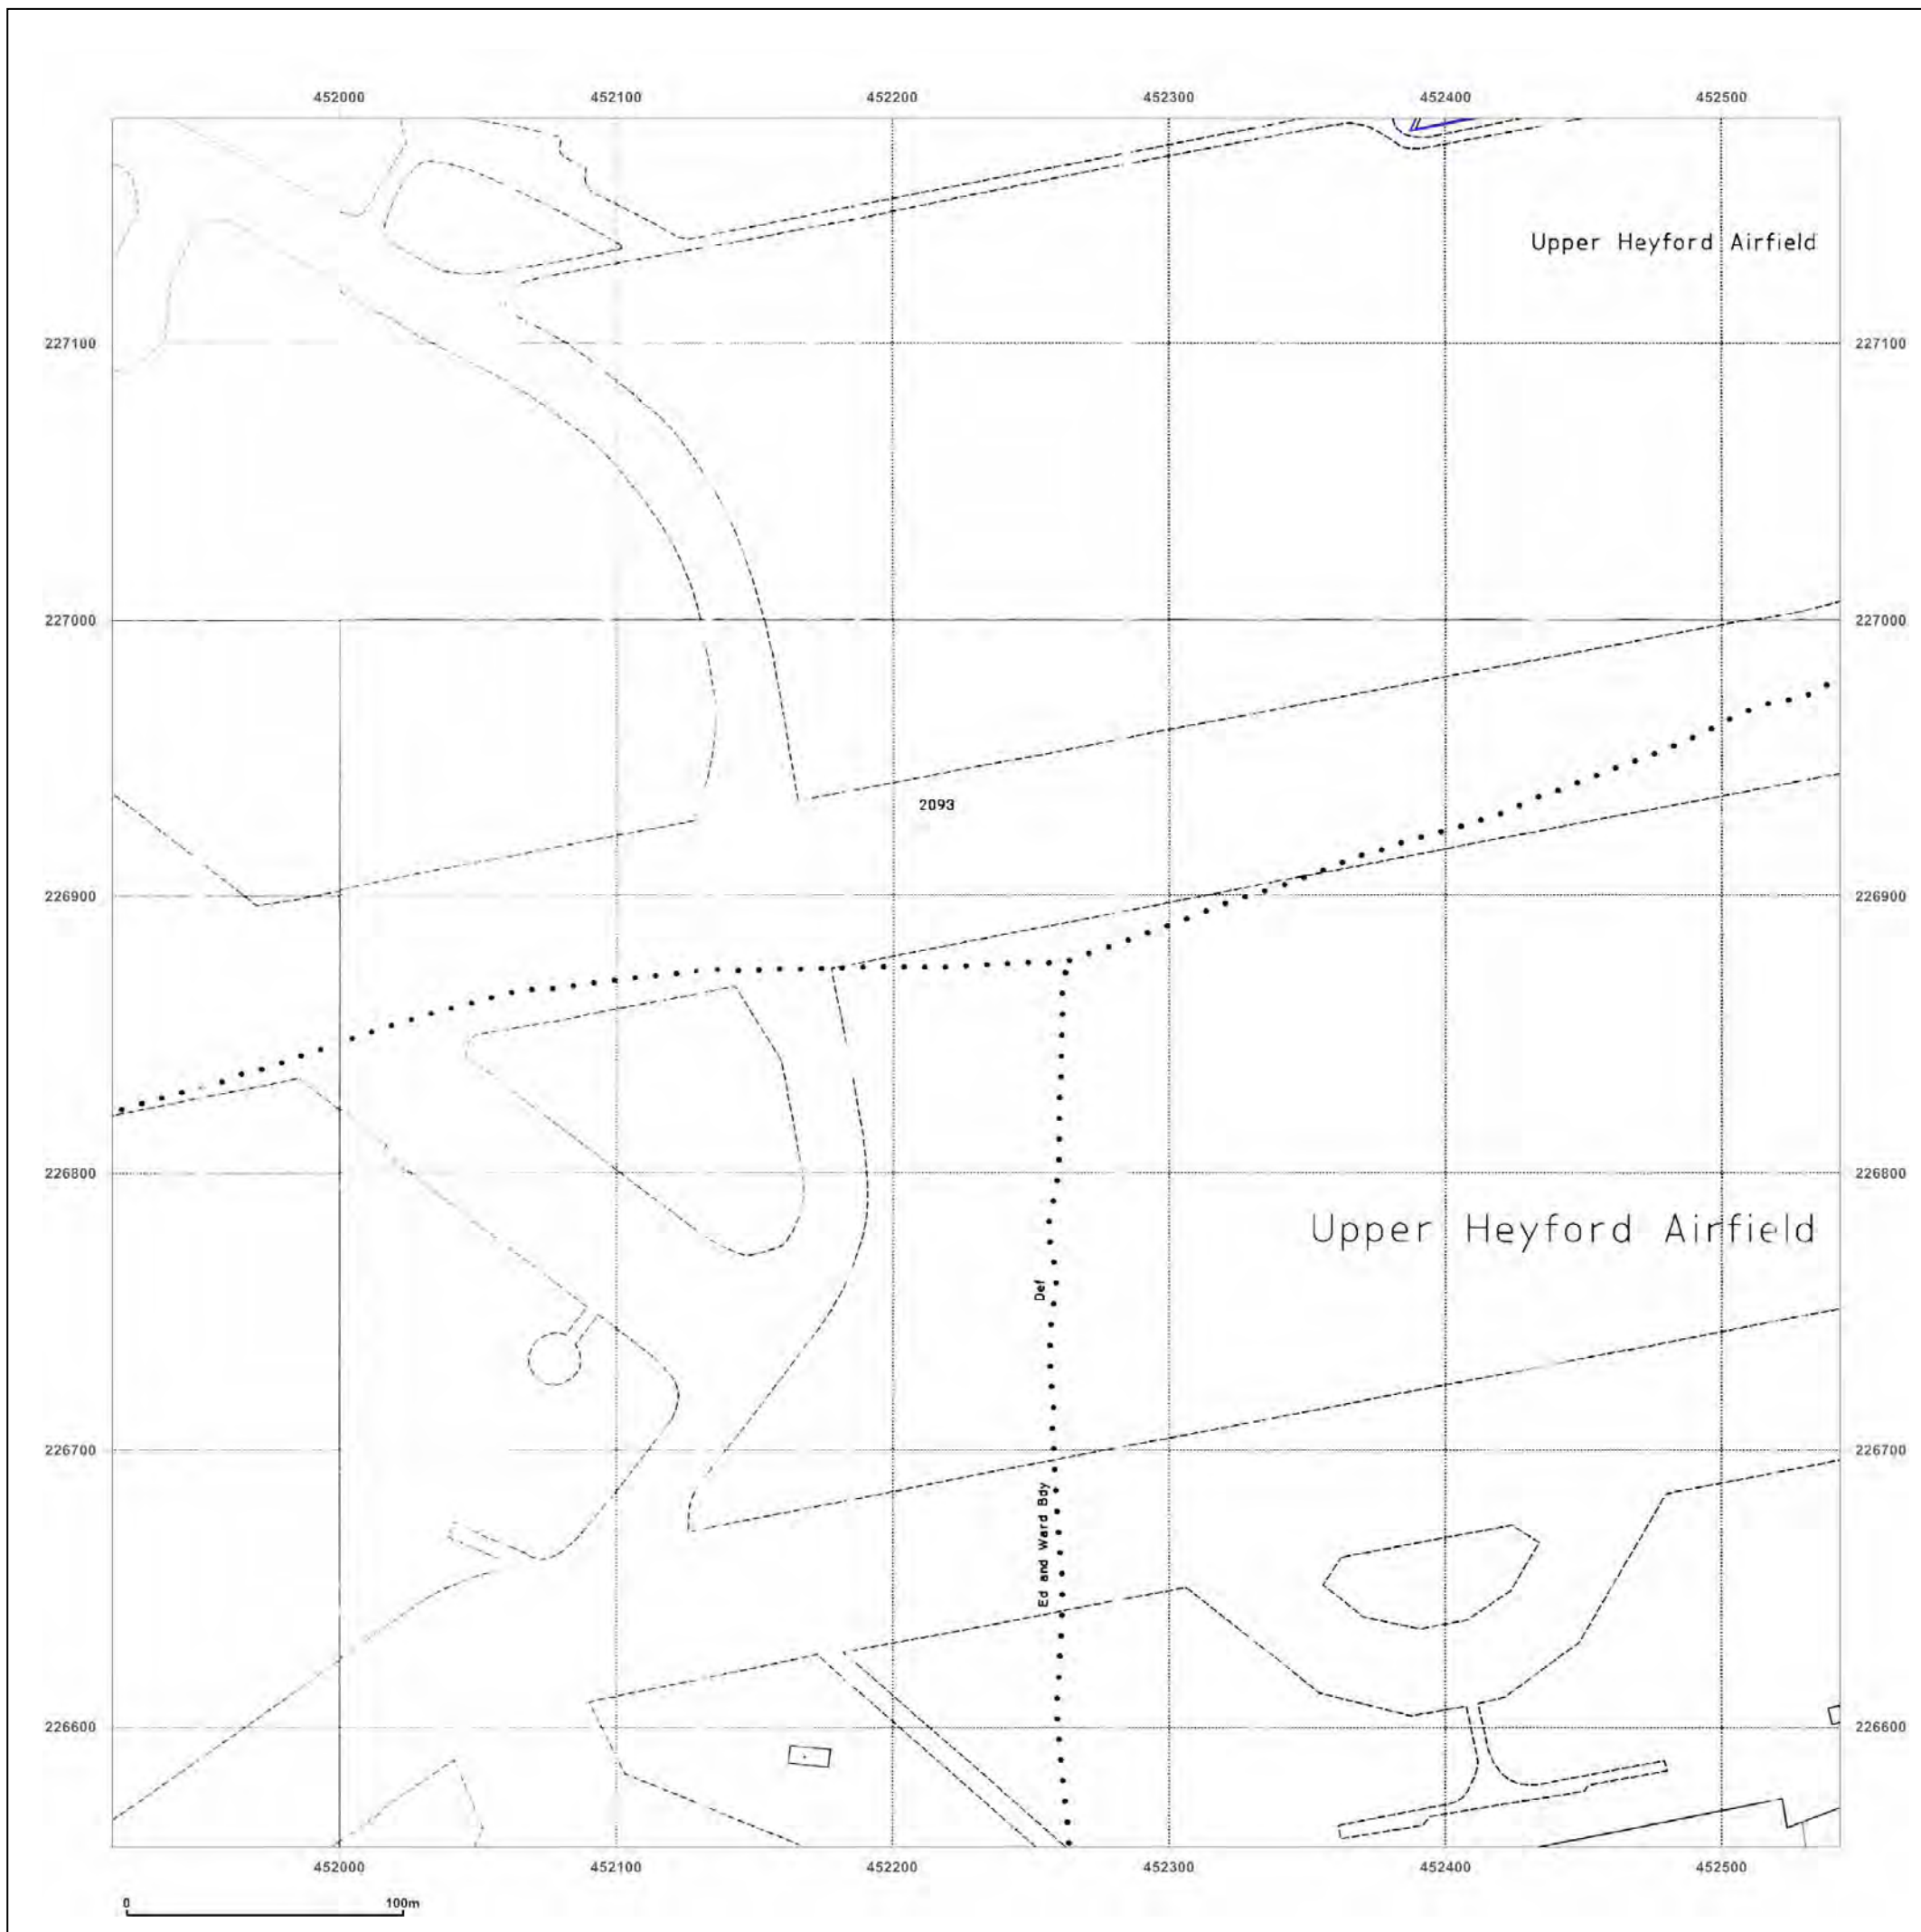 452000 452100 452200 452300 452400 452500
Upper Heyford Airfield
227100 227100
227000 227000
2093
226900 226900
226800 226800
Upper Heyford Airfield
Def
226700 226700
Ed and Ward Bdy
226600 226600
452000 452100 452200 452300 452400 452500
0 100m